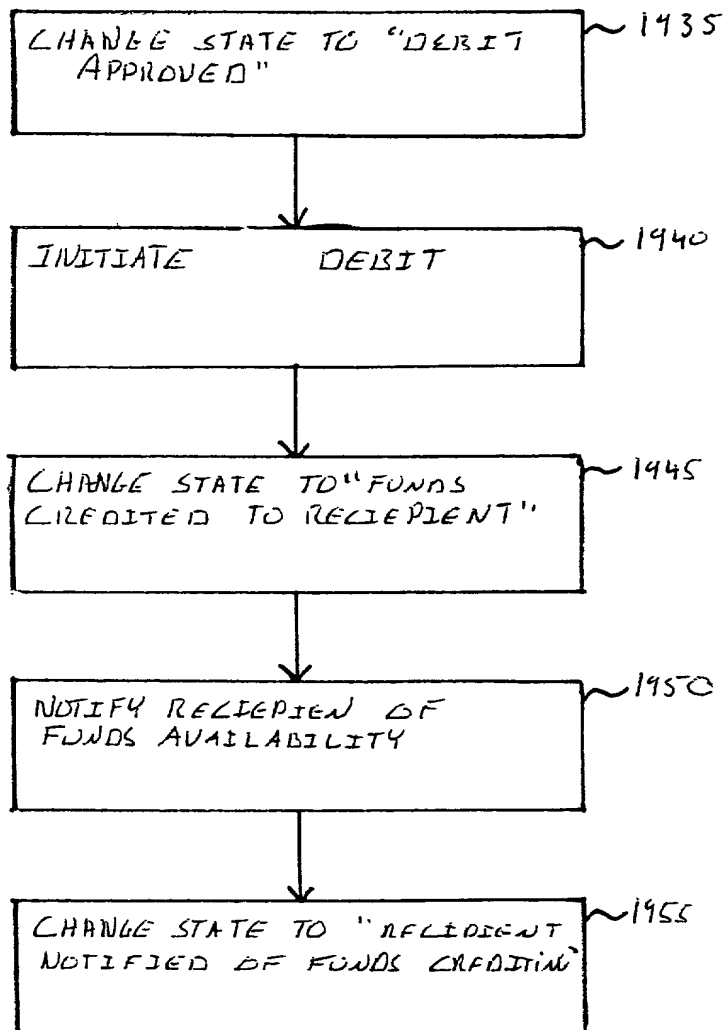 CHANGE STATE TO "DEBIT
APPROVED"
1935
INITIATE DEBIT
1940
CHANGE STATE TO "FUNDS
CREDITED TO RECIEPIENT"
1945
NOTIFY RECIEPIEN OF
FUNDS AVAILABILITY
1950
CHANGE STATE TO "RECIPIENT
NOTIFIED OF FUNDS CREDITIN
1955